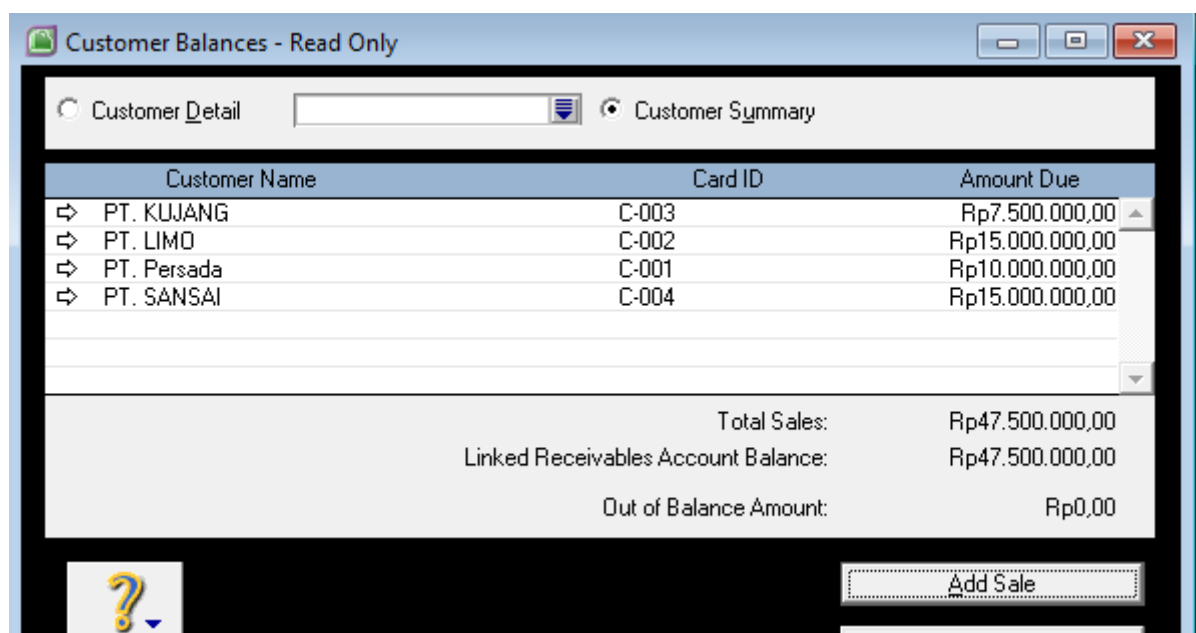 Customer Balances - Read Only
Customer Detail Customer Summary
Customer Name Card ID Amount Due
PT. KUJANG C-003 Rp7.500.000,00
PT. LIMO C-002 Rp15.000.000,00
PT. Persada C-001 Rp10.000.000,00
PT. SANSAI C-004 Rp15.000.000,00
Total Sales: Rp47.500.000,00
Linked Receivables Account Balance: Rp47.500.000,00
Out of Balance Amount: Rp0,00
Add Sale